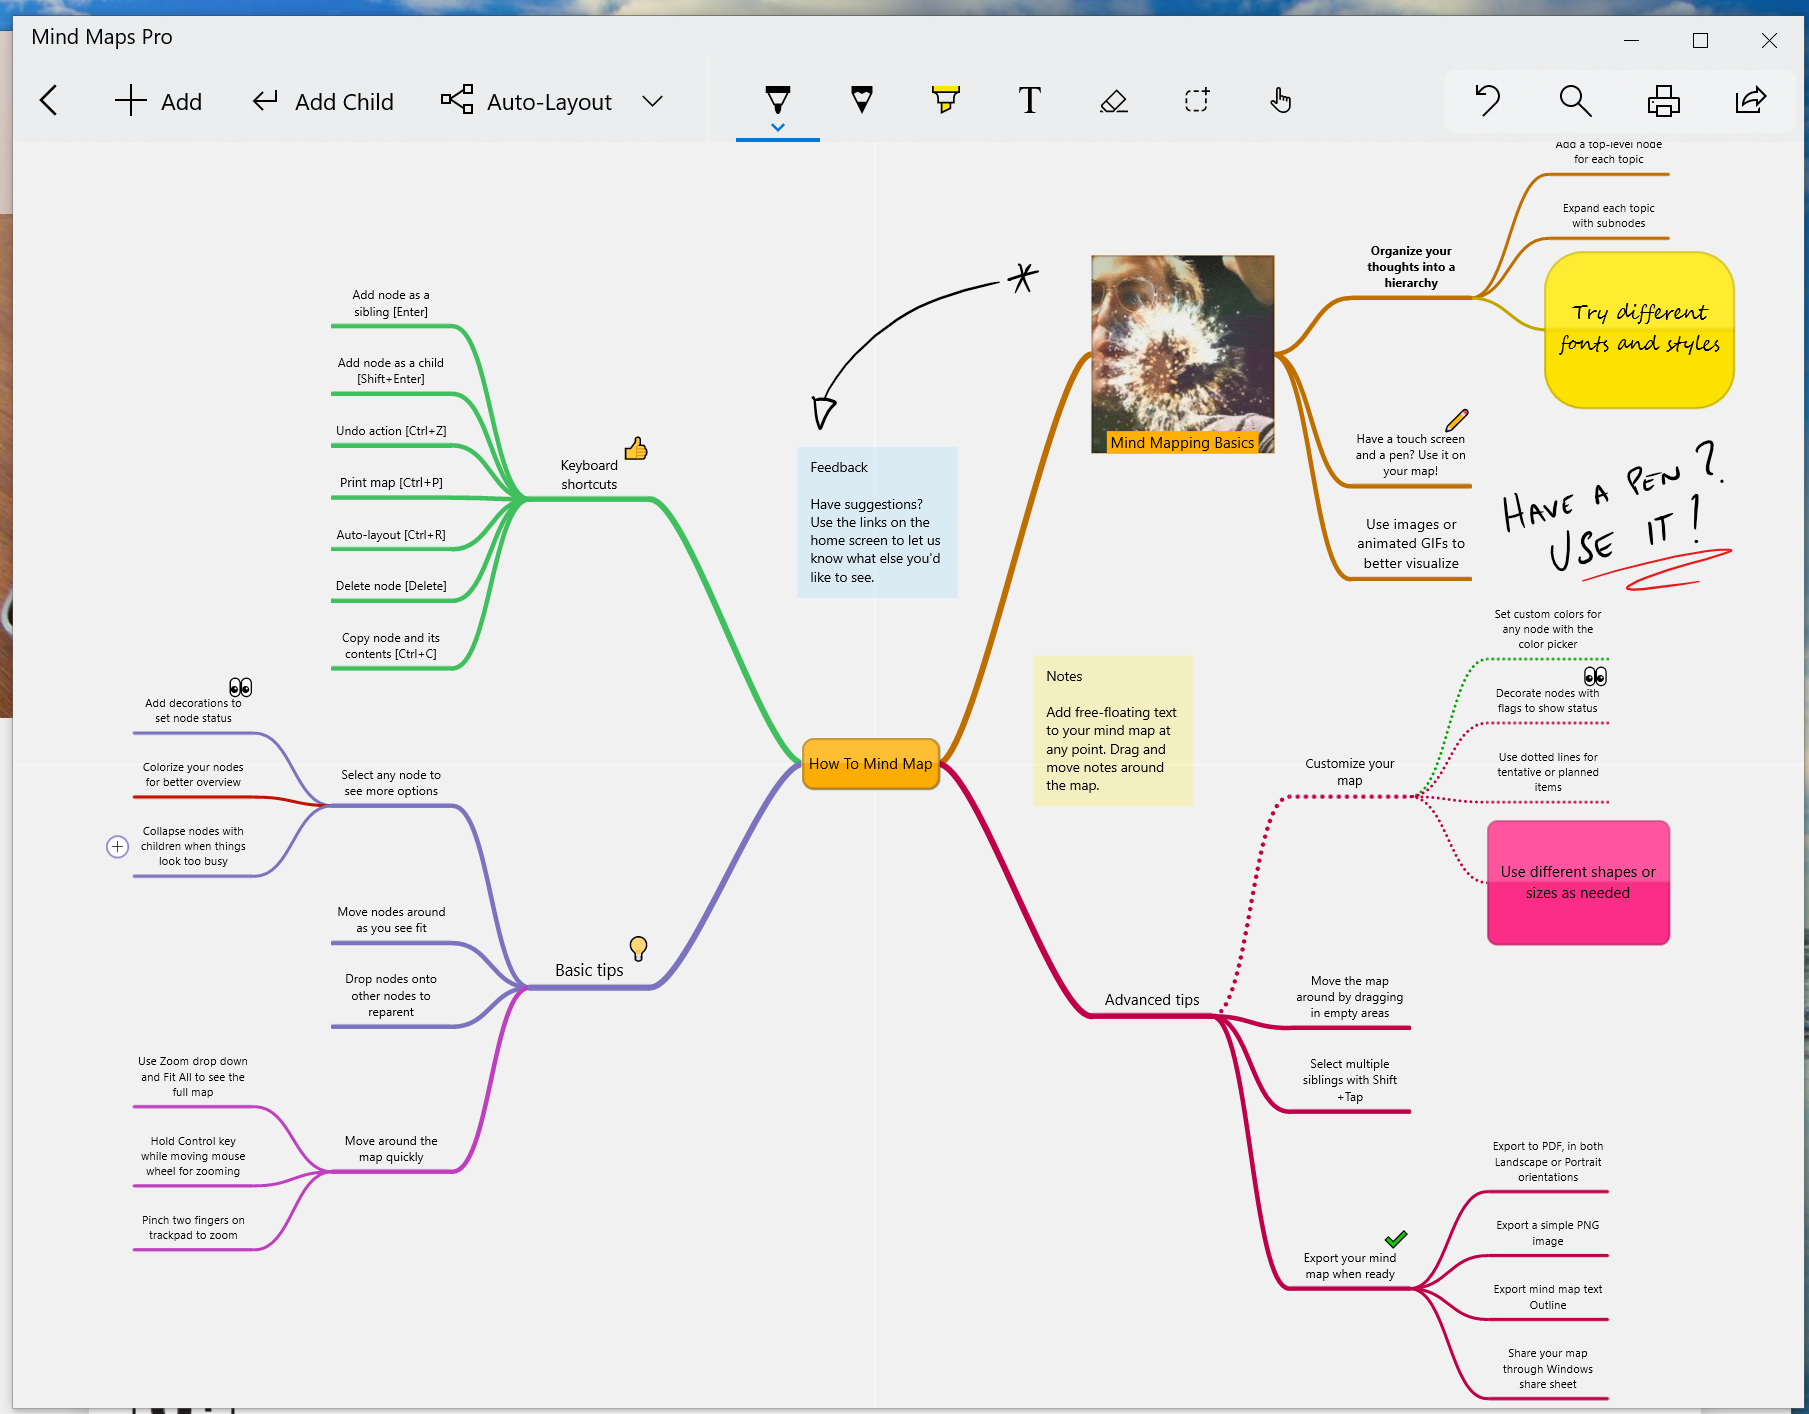 Mind Maps Pro
Add
Add Child
Auto-Layout
T
Add a top-level node
for each topic
Expand each topic
with subnodes
Organize your
thoughts into a
hierarchy
Try different
fonts and styles
Mind Mapping Basics
Have a touch screen
and a pen? Use it on
your map!
Use images or
animated GIFs to
better visualize
HAVE A PEN?
USE IT!
Add node as a
sibling [Enter]
Add node as a child
[Shift+Enter]
Undo action [Ctrl+Z]
Print map [Ctrl+P]
Auto-layout [Ctrl+R]
Delete node [Delete]
Copy node and its
contents [Ctrl+C]
Keyboard
shortcuts
Feedback
Have suggestions?
Use the links on the
home screen to let us
know what else you'd
like to see.
Notes
Add free-floating text
to your mind map at
any point. Drag and
move notes around
the map.
How To Mind Map
Add decorations to
set node status
Colorize your nodes
for better overview
Collapse nodes with
children when things
look too busy
Select any node to
see more options
Move nodes around
as you see fit
Drop nodes onto
other nodes to
reparent
Basic tips
Use Zoom drop down
and Fit All to see the
full map
Hold Control key
while moving mouse
wheel for zooming
Pinch two fingers on
trackpad to zoom
Move around the
map quickly
Set custom colors for
any node with the
color picker
Decorate nodes with
flags to show status
Use dotted lines for
tentative or planned
items
Customize your
map
Use different shapes or
sizes as needed
Advanced tips
Move the map
around by dragging
in empty areas
Select multiple
siblings with Shift
+Tap
Export your mind
map when ready
Export to PDF, in both
Landscape or Portrait
orientations
Export a simple PNG
image
Export mind map text
Outline
Share your map
through Windows
share sheet